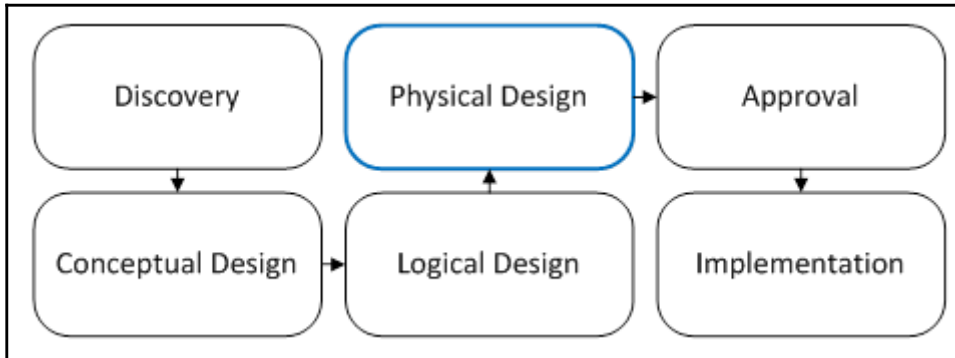 Discovery
Physical Design
Approval
Conceptual Design
Logical Design
Implementation